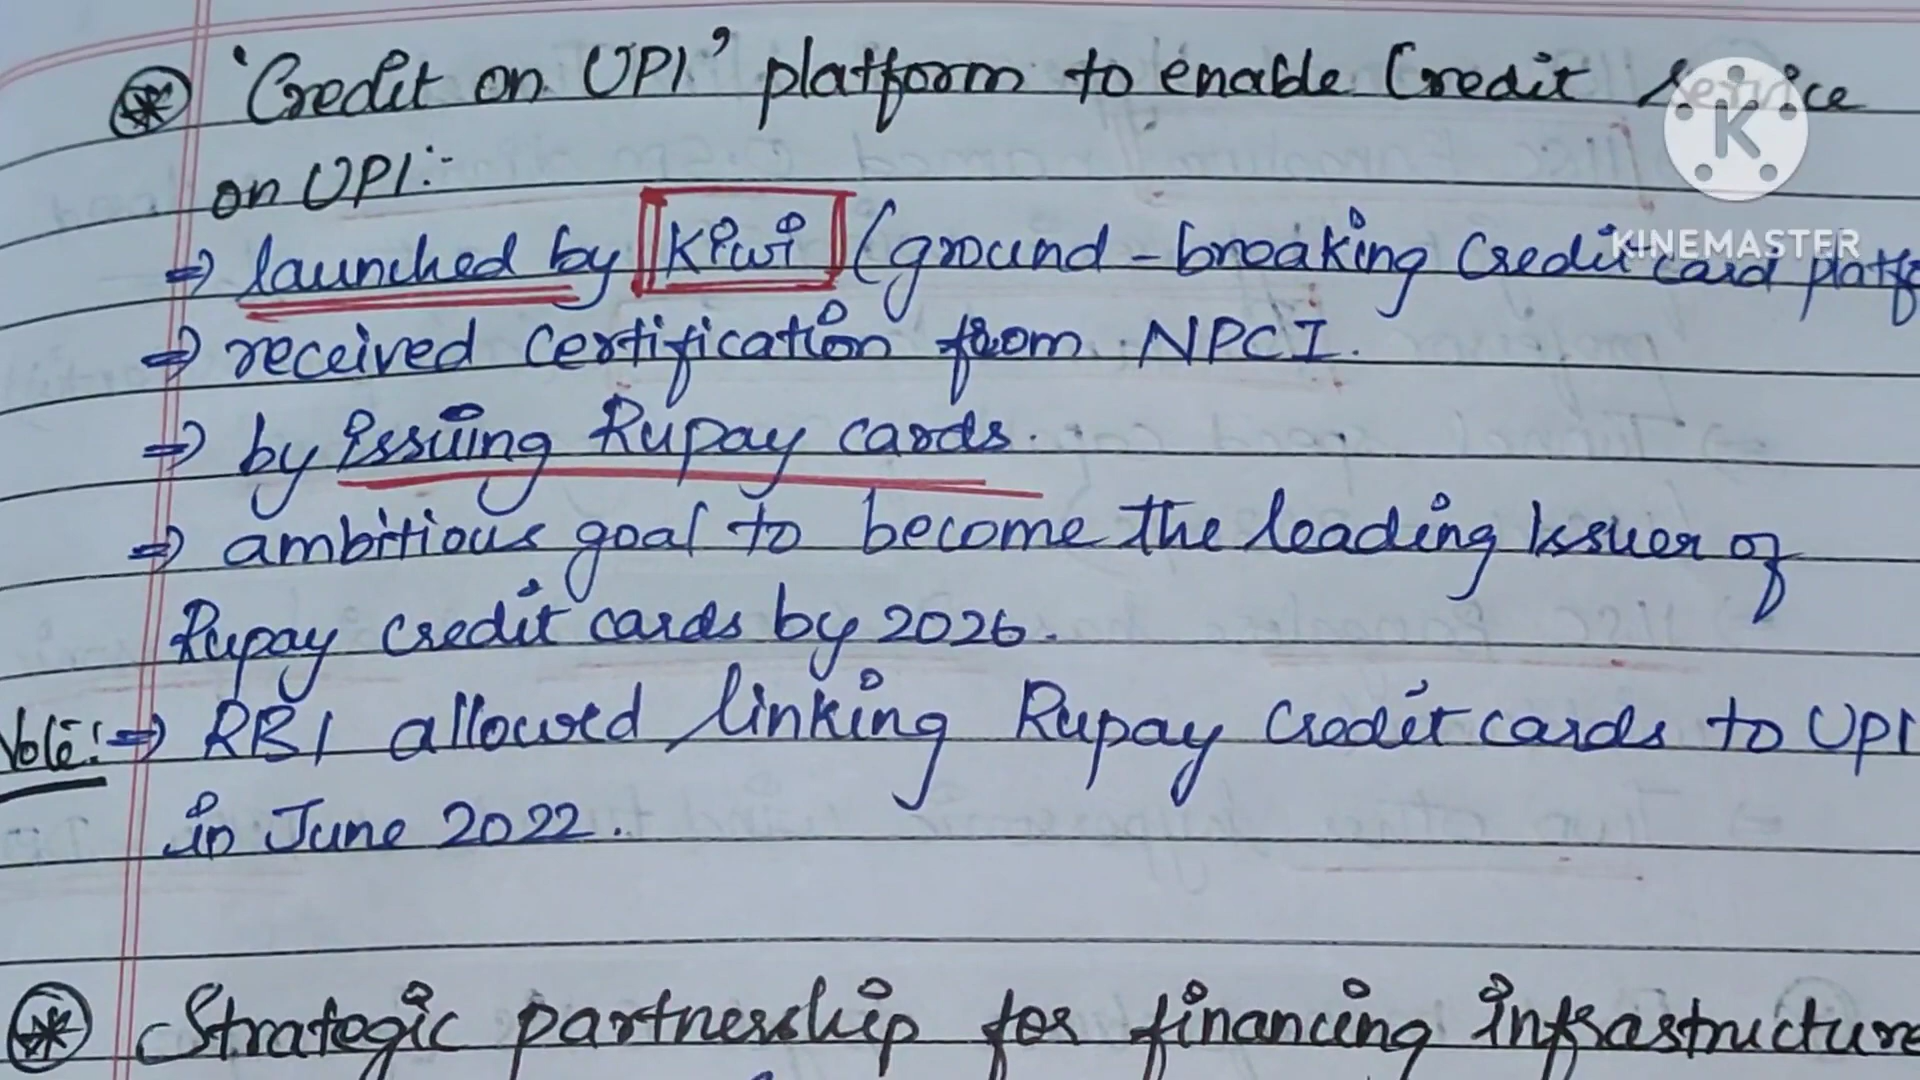 'Credit on UPI' platform to enable Credit Service
on UPI:-
⇒ launched by Kiwi (ground-breaking Credit card platf
⇒ received certification from NPCI.
⇒ by issuing Rupay cards.
⇒ ambitious goal to become the leading issuer of
Rupay credit cards by 2026.
Note:⇒ RBI allowed linking Rupay Credit cards to UPI
in June 2022.
Strategic partnership for financing infrastructure
K
KINEMASTER